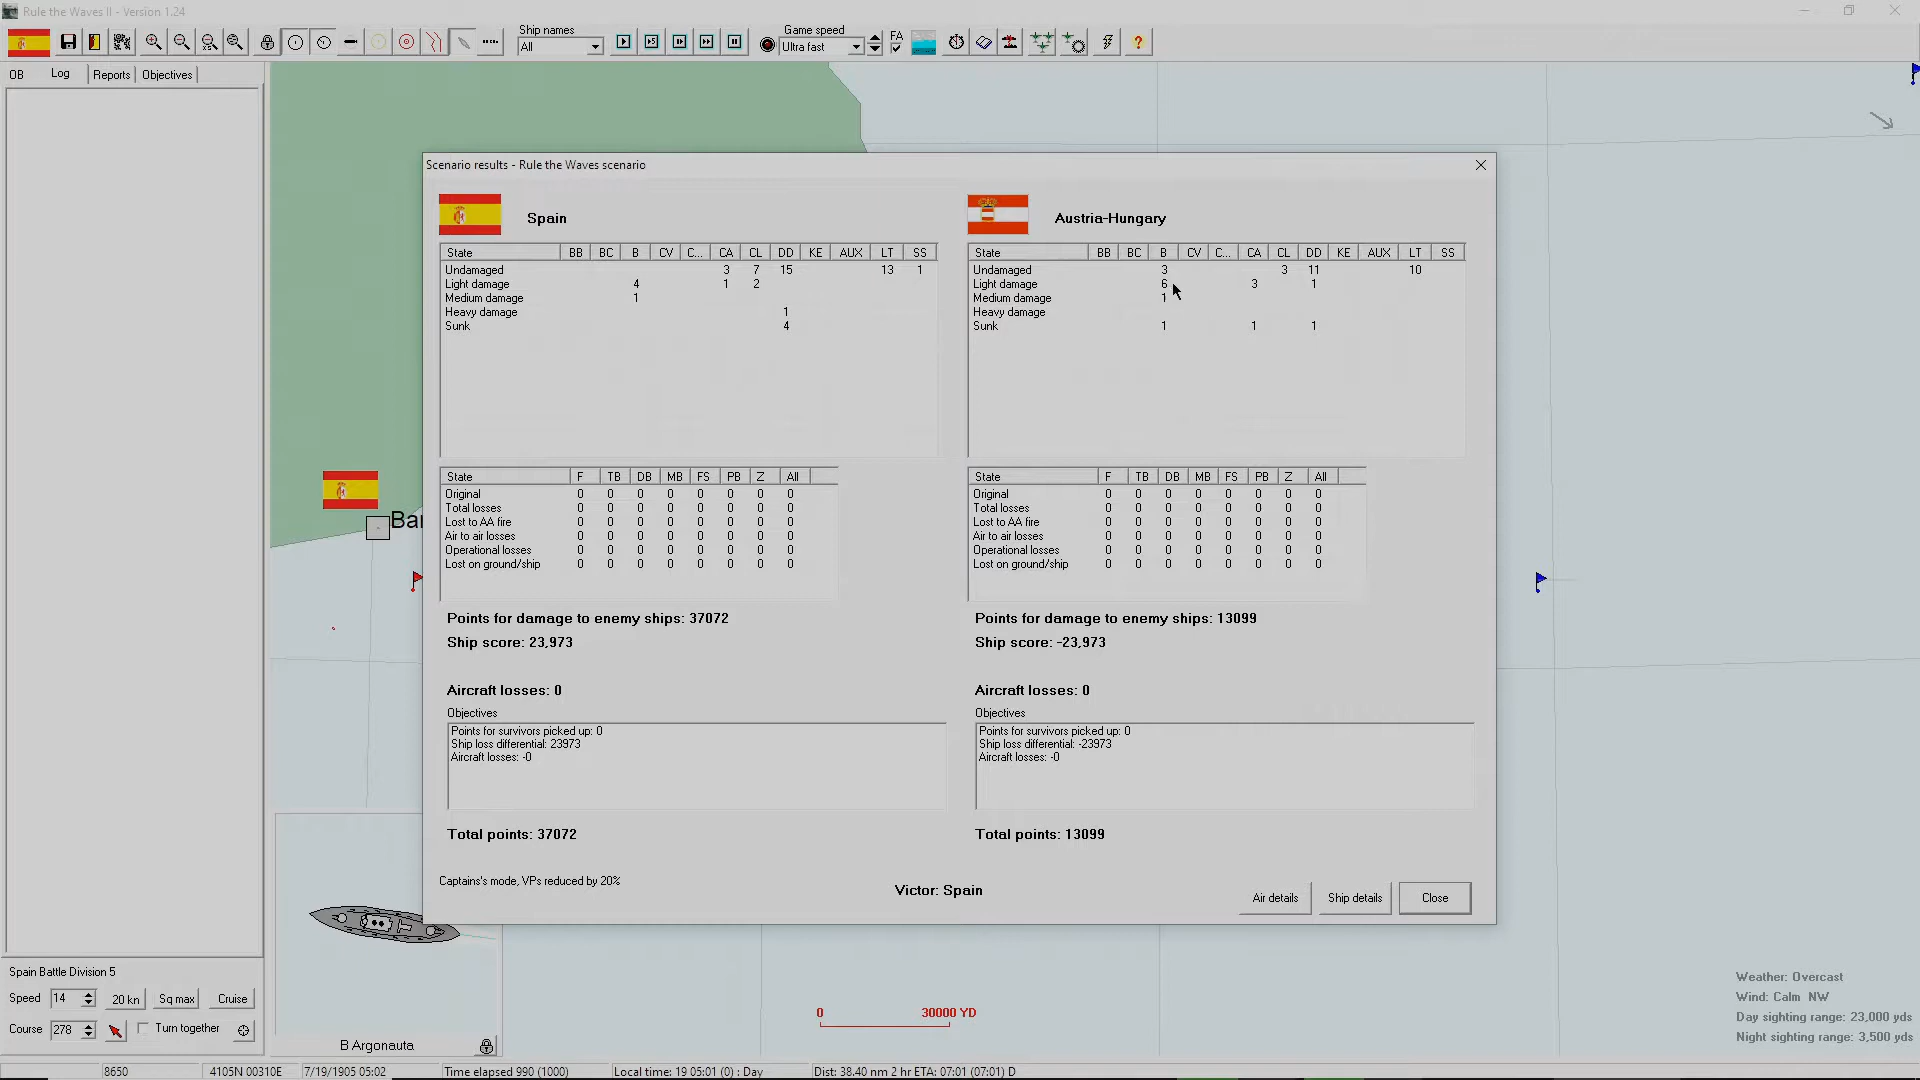 Rule the Waves II - Version 1.24
Ship names
All
Game speed
Ultra fast
FA
OB Log Reports Objectives
Scenario results - Rule the Waves scenario
Spain
State BB BC B CV C... CA CL DD KE AUX LT SS
Undamaged 3 7 15 13 1
Light damage 4 1 2
Medium damage 1
Heavy damage 1
Sunk 4
State F TB DB MB FS PB Z All
Original 0 0 0 0 0 0 0 0
Total losses 0 0 0 0 0 0 0 0
Lost to AA fire 0 0 0 0 0 0 0 0
Air to air losses 0 0 0 0 0 0 0 0
Operational losses 0 0 0 0 0 0 0 0
Lost on ground/ship 0 0 0 0 0 0 0 0
Points for damage to enemy ships: 37072
Ship score: 23,973
Aircraft losses: 0
Objectives
Points for survivors picked up: 0
Ship loss differential: 23973
Aircraft losses: -0
Total points: 37072
Austria-Hungary
State BB BC B CV C... CA CL DD KE AUX LT SS
Undamaged 3 3 11 10
Light damage 6 3 1
Medium damage 1
Heavy damage
Sunk 1 1 1
State F TB DB MB FS PB Z All
Original 0 0 0 0 0 0 0 0
Total losses 0 0 0 0 0 0 0 0
Lost to AA fire 0 0 0 0 0 0 0 0
Air to air losses 0 0 0 0 0 0 0 0
Operational losses 0 0 0 0 0 0 0 0
Lost on ground/ship 0 0 0 0 0 0 0 0
Points for damage to enemy ships: 13099
Ship score: -23,973
Aircraft losses: 0
Objectives
Points for survivors picked up: 0
Ship loss differential: -23973
Aircraft losses: -0
Total points: 13099
Captains's mode, VPs reduced by 20%
Victor: Spain
Air details Ship details Close
Bar
Spain Battle Division 5
Speed 14 20 kn Sq max Cruise
Course 278 Turn together
B Argonauta
0 30000 YD
Weather: Overcast
Wind: Calm NW
Day sighting range: 23,000 yds
Night sighting range: 3,500 yds
8650 4105N 00310E 7/19/1905 05:02 Time elapsed 990 (1000) Local time: 19 05:01 (0) : Day Dist: 38.40 nm 2 hr ETA: 07:01 (07:01) D